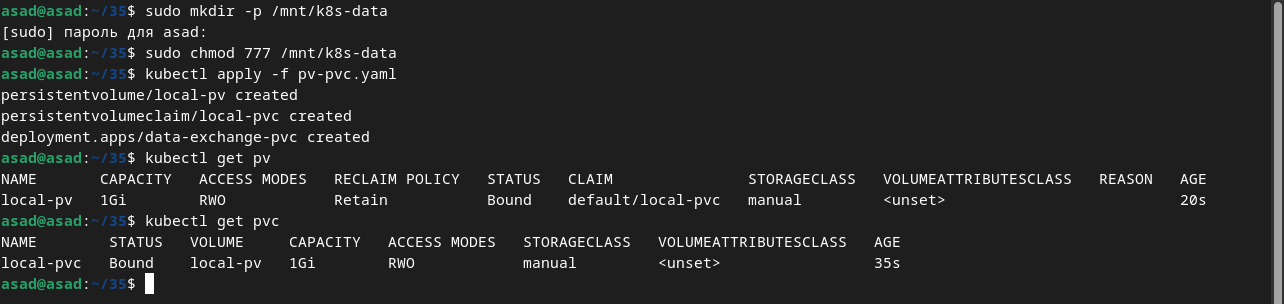 asad@asad:~/35$ sudo mkdir -p /mnt/k8s-data
[sudo] пароль для asad:
asad@asad:~/35$ sudo chmod 777 /mnt/k8s-data
asad@asad:~/35$ kubectl apply -f pv-pvc.yaml
persistentvolume/local-pv created
persistentvolumeclaim/local-pvc created
deployment.apps/data-exchange-pvc created
asad@asad:~/35$ kubectl get pv
NAME       CAPACITY   ACCESS MODES   RECLAIM POLICY   STATUS   CLAIM               STORAGECLASS   VOLUMEATTRIBUTESCLASS   REASON   AGE
local-pv   1Gi        RWO            Retain           Bound    default/local-pvc   manual         <unset>                          20s
asad@asad:~/35$ kubectl get pvc
NAME        STATUS   VOLUME     CAPACITY   ACCESS MODES   STORAGECLASS   VOLUMEATTRIBUTESCLASS   AGE
local-pvc   Bound    local-pv   1Gi        RWO            manual         <unset>                 35s
asad@asad:~/35$